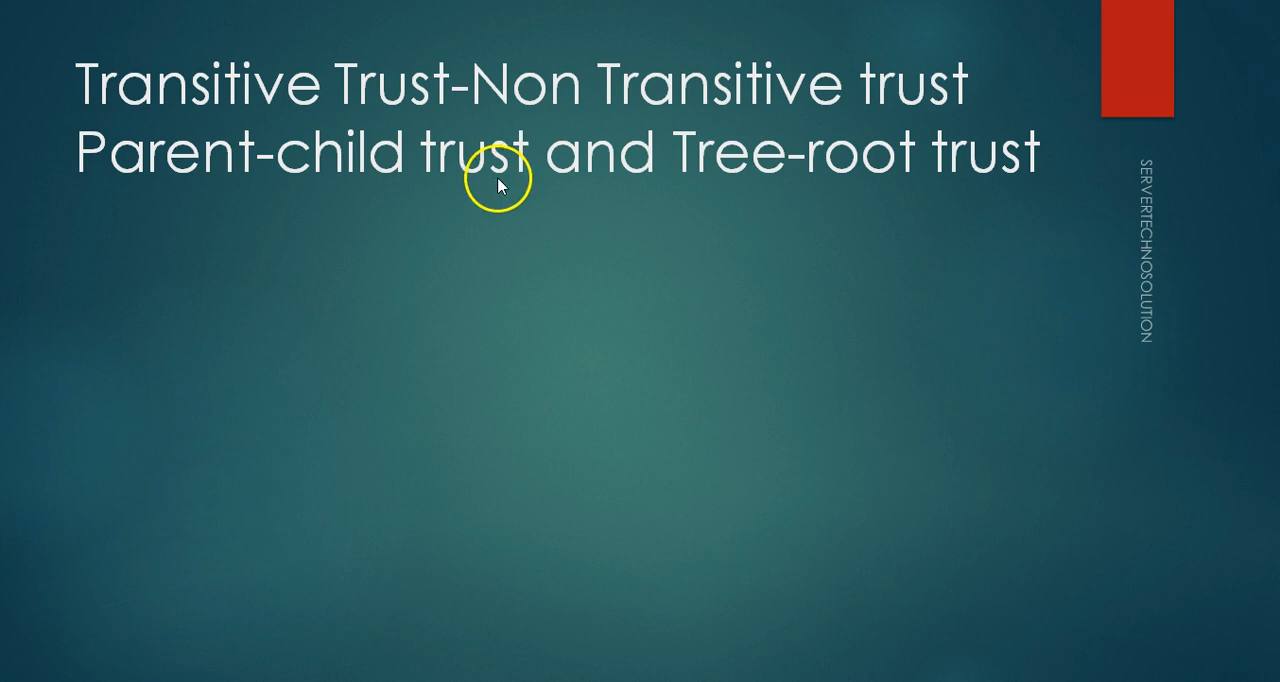 Transitive Trust-Non Transitive trust
Parent-child trust and Tree-root trust
SERVERTECHNOSOLUTION